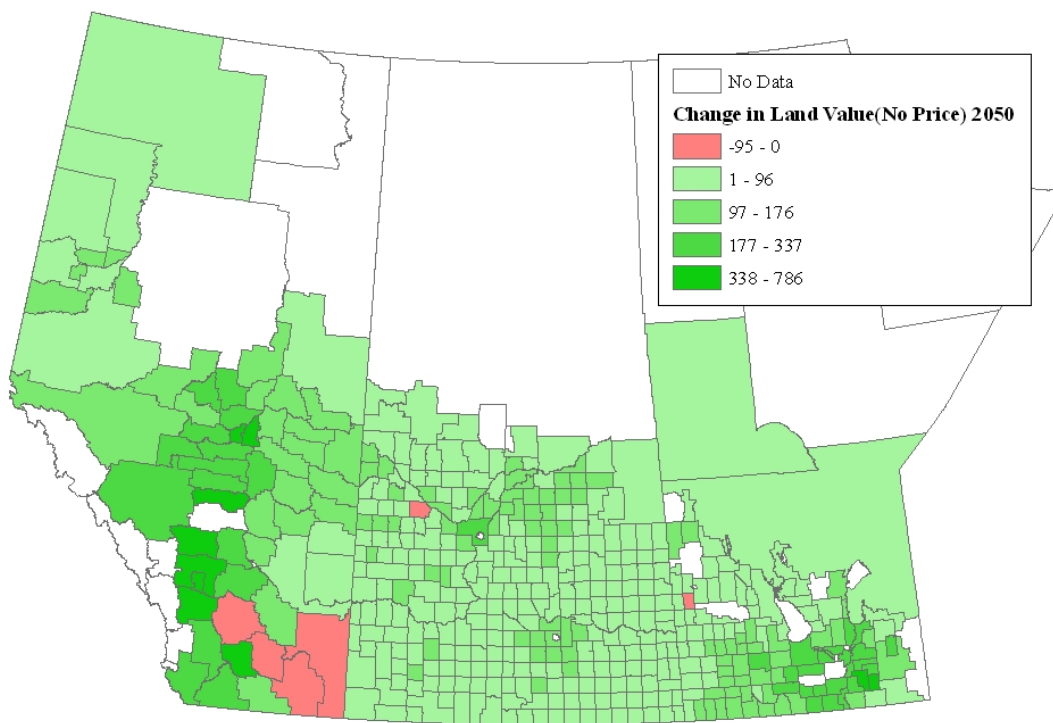 No Data
Change in Land Value(No Price) 2050
-95 - 0
1 - 96
97 - 176
177 - 337
338 - 786